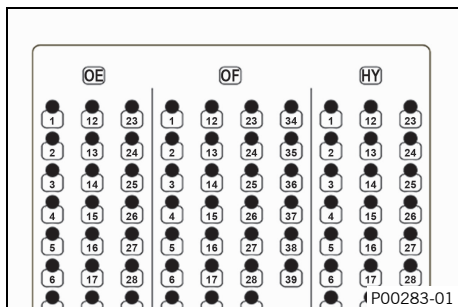 OE OF HY
1 12 23 1 12 23 34 1 12 23
2 13 24 2 13 24 35 2 13 24
3 14 25 3 14 25 36 3 14 25
4 15 26 4 15 26 37 4 15 26
5 16 27 5 16 27 38 5 16 27
6 17 28 6 17 28 39 6 17 28
P00283-01